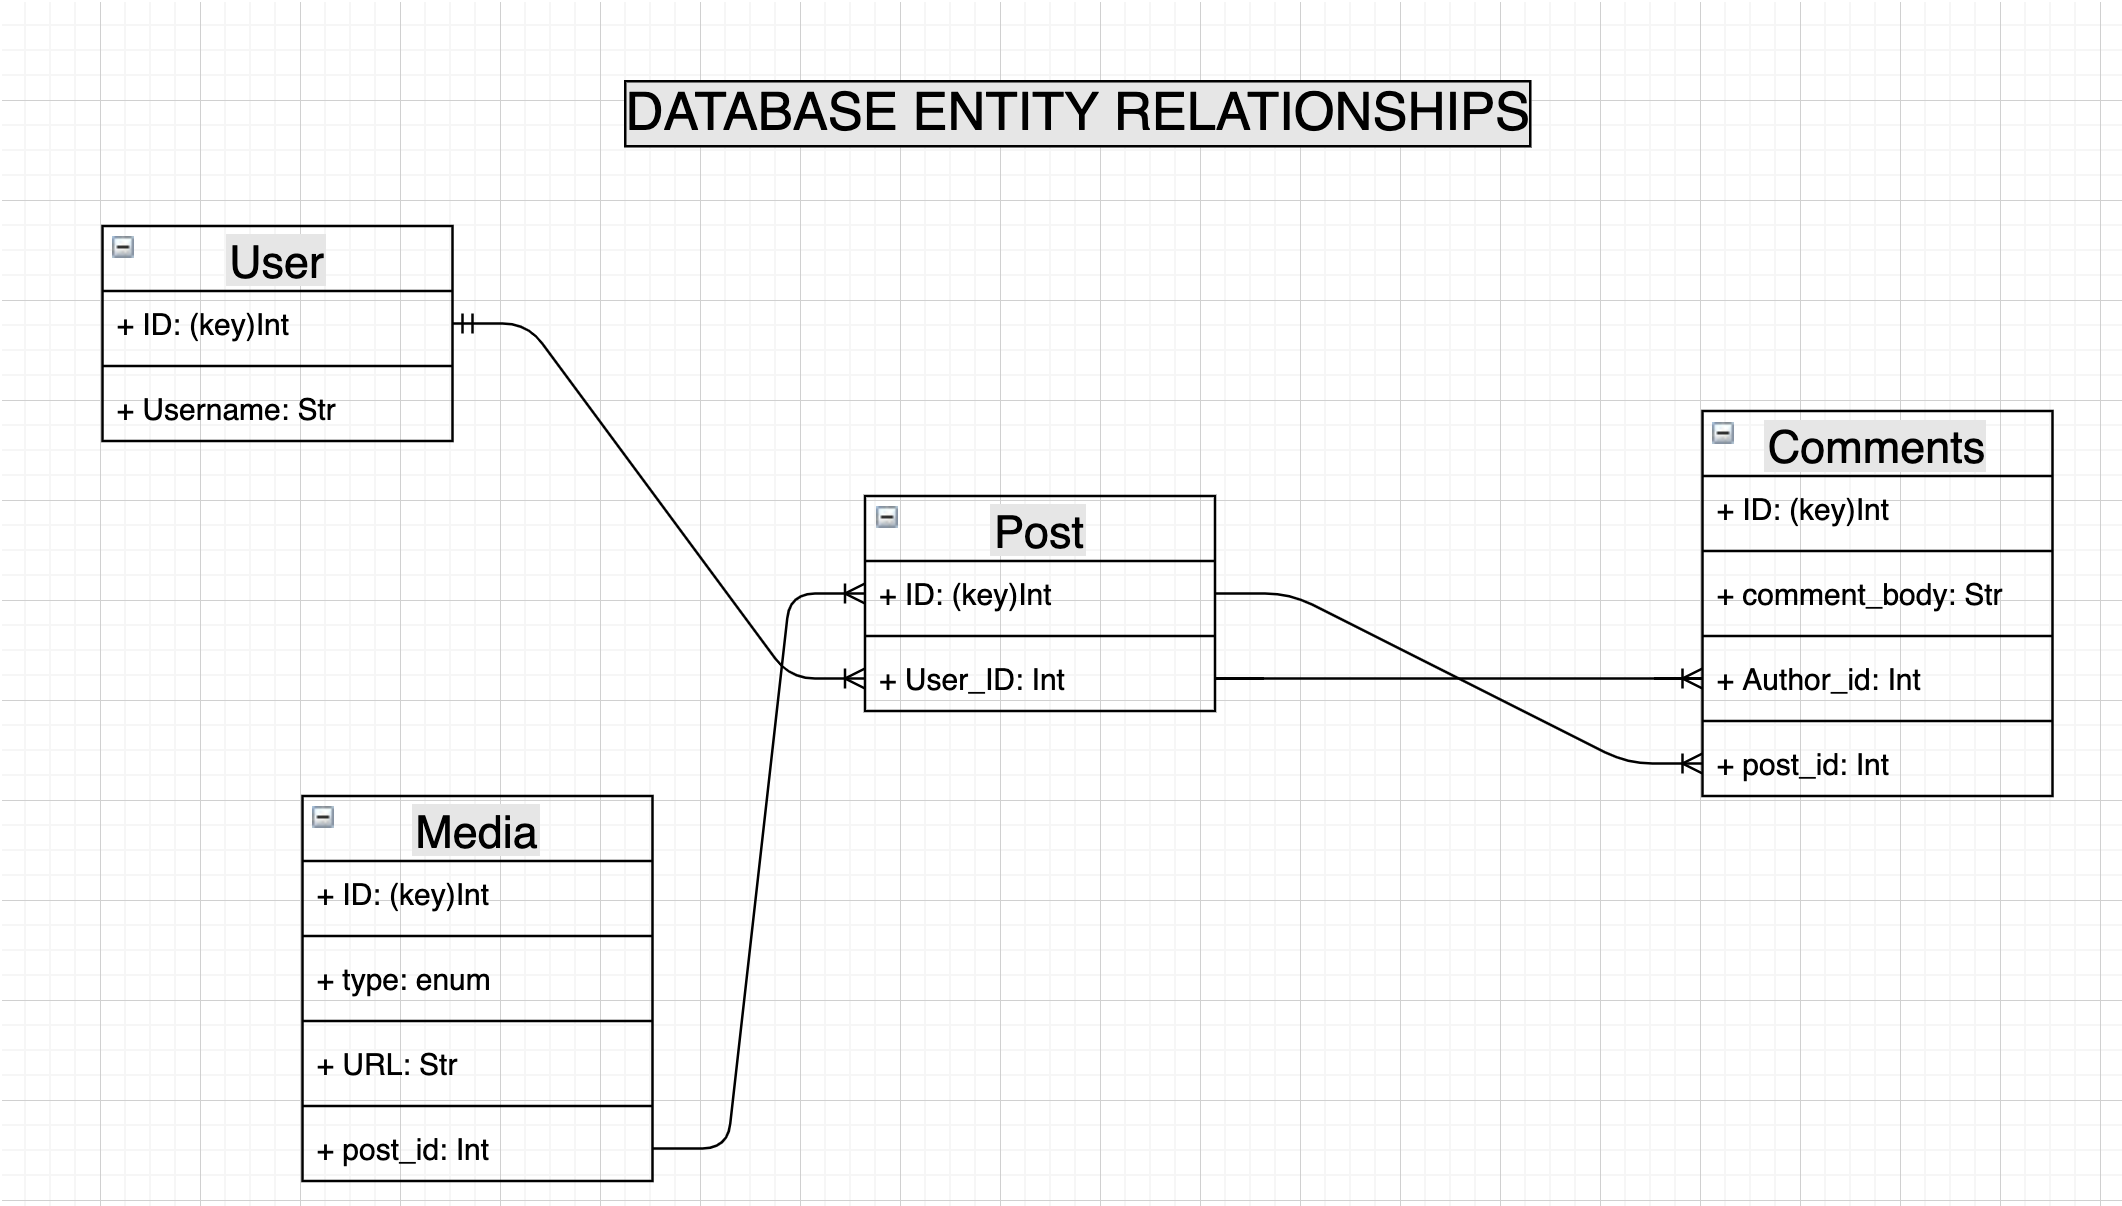 DATABASE ENTITY RELATIONSHIPS
User
+ ID: (key)Int
+ Username: Str
Post
+ ID: (key)Int
+ User_ID: Int
Comments
+ ID: (key)Int
+ comment_body: Str
+ Author_id: Int
+ post_id: Int
Media
+ ID: (key)Int
+ type: enum
+ URL: Str
+ post_id: Int